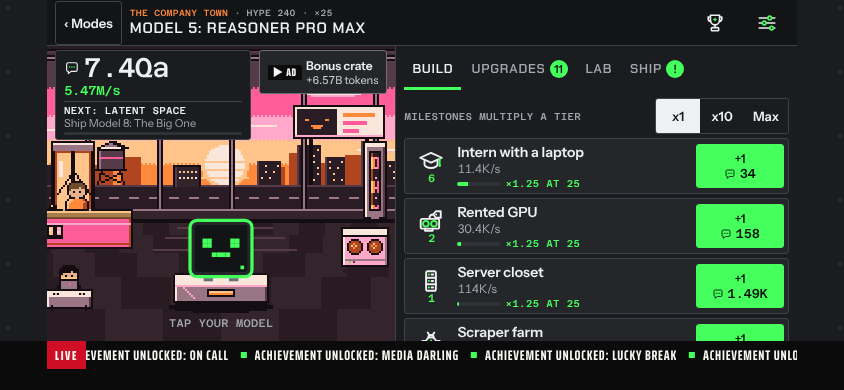 ‹ Modes
THE COMPANY TOWN · HYPE 240 · ×25
MODEL 5: REASONER PRO MAX
7.4Qa
5.47M/s
NEXT: LATENT SPACE
Ship Model 8: The Big One
▶ AD
Bonus crate
+6.57B tokens
TAP YOUR MODEL
BUILD
UPGRADES 11
LAB
SHIP !
MILESTONES MULTIPLY A TIER
x1
x10
Max
Intern with a laptop
11.4K/s
6
×1.25 AT 25
+1
34
Rented GPU
30.4K/s
2
×1.25 AT 25
+1
158
Server closet
114K/s
1
×1.25 AT 25
+1
1.49K
Scraper farm
+1
LIVE
EVEMENT UNLOCKED: ON CALL ■ ACHIEVEMENT UNLOCKED: MEDIA DARLING ■ ACHIEVEMENT UNLOCKED: LUCKY BREAK ■ ACHIEVEMENT UNLO